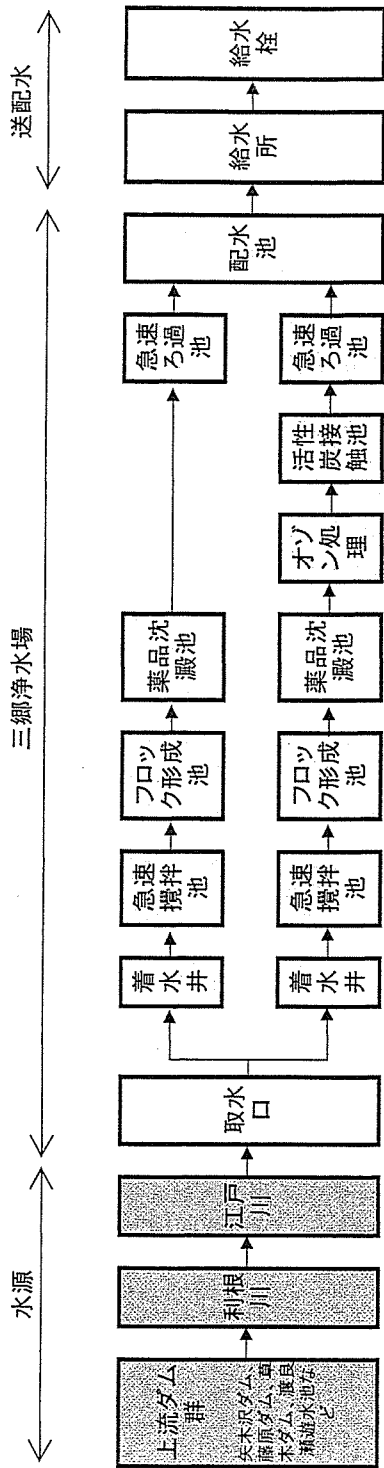 水源
三郷浄水場
送配水
上流ダム
群
矢木沢ダム、
藤原ダム、草
木ダム、渡良
瀬遊水池な
ど
利根
川
江戸
川
取水
口
着
水
井
急速
攪拌
池
フロッ
ク形成
池
薬品沈
澱池
急速
ろ過
池
着
水
井
急速
攪拌
池
フロッ
ク形成
池
薬品沈
澱池
オゾ
ン処
理
活性
炭接
触池
急速
ろ過
池
配水
池
給水
所
給水
栓